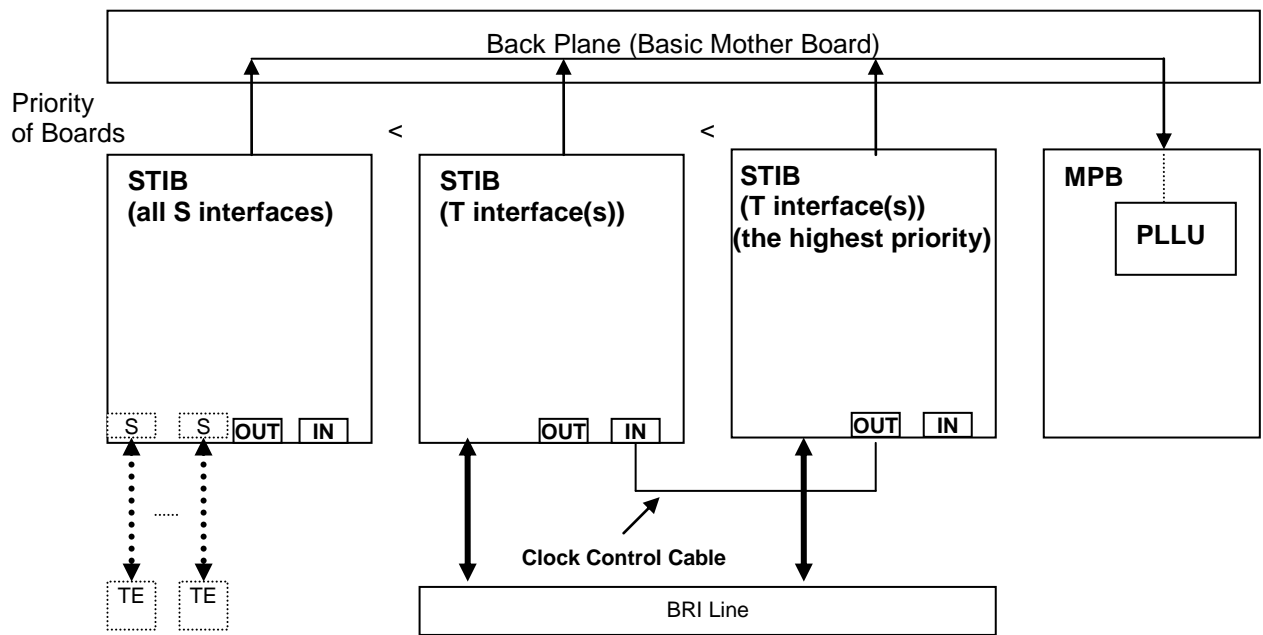 Back Plane (Basic Mother Board)
Priority
of Boards
<
<
STIB
(all S interfaces)
STIB
(T interface(s))
STIB
(T interface(s))
(the highest priority)
MPB
PLLU
S
S
OUT
IN
OUT
IN
OUT
IN
......
Clock Control Cable
TE
TE
BRI Line